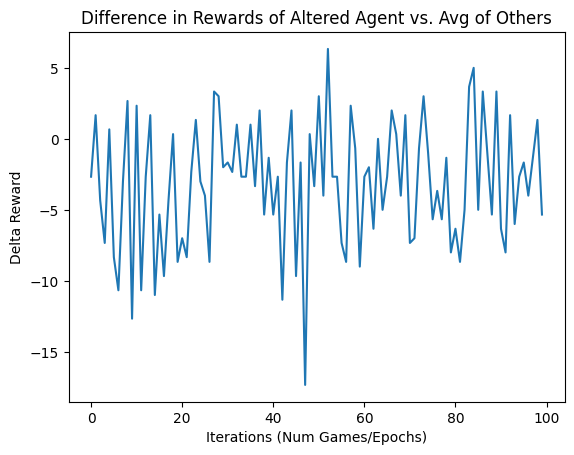 Difference in Rewards of Altered Agent vs. Avg of Others
5
0
−5
−10
−15
Delta Reward
0 20 40 60 80 100
Iterations (Num Games/Epochs)